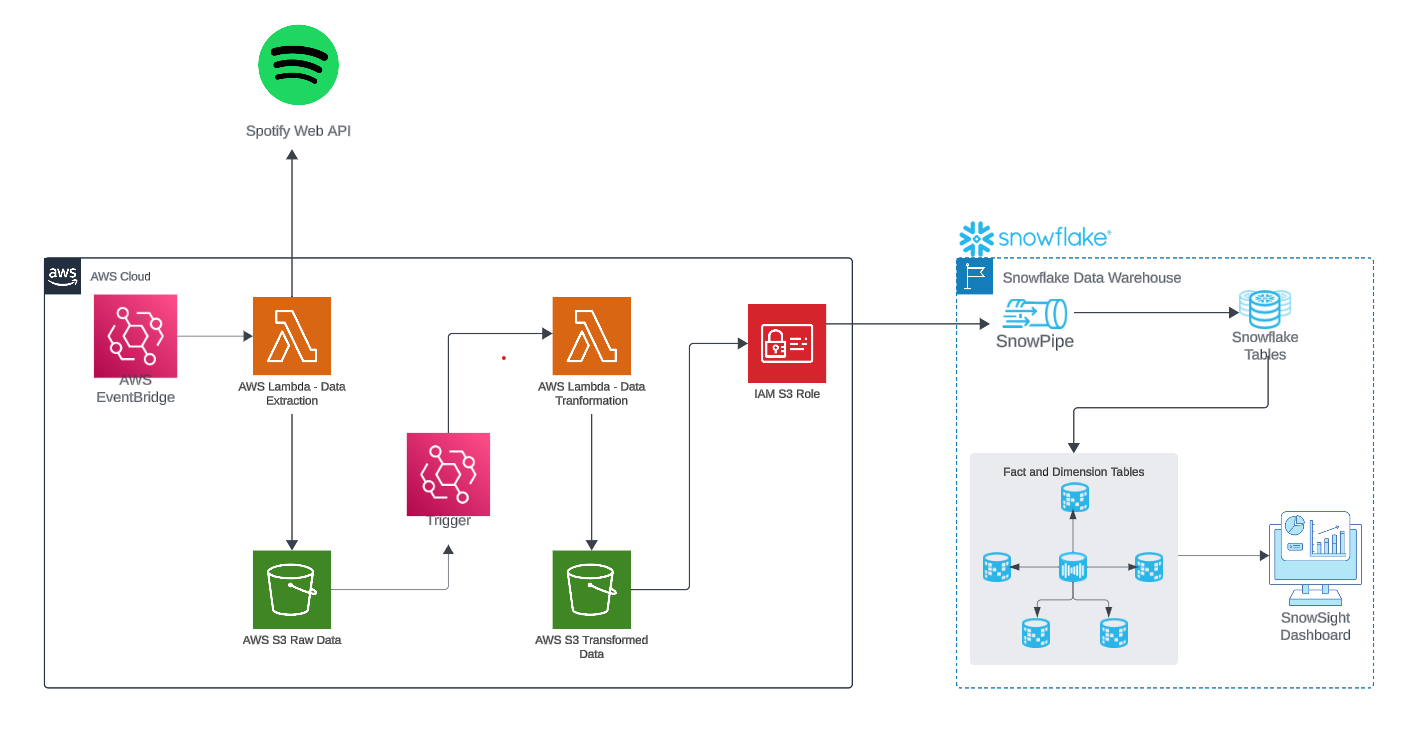 Spotify Web API
snowflake®
aws
AWS Cloud
Snowflake Data Warehouse
AWS
EventBridge
AWS Lambda - Data
Extraction
AWS Lambda - Data
Tranformation
IAM S3 Role
SnowPipe
Snowflake
Tables
Trigger
Fact and Dimension Tables
AWS S3 Raw Data
AWS S3 Transformed
Data
SnowSight
Dashboard